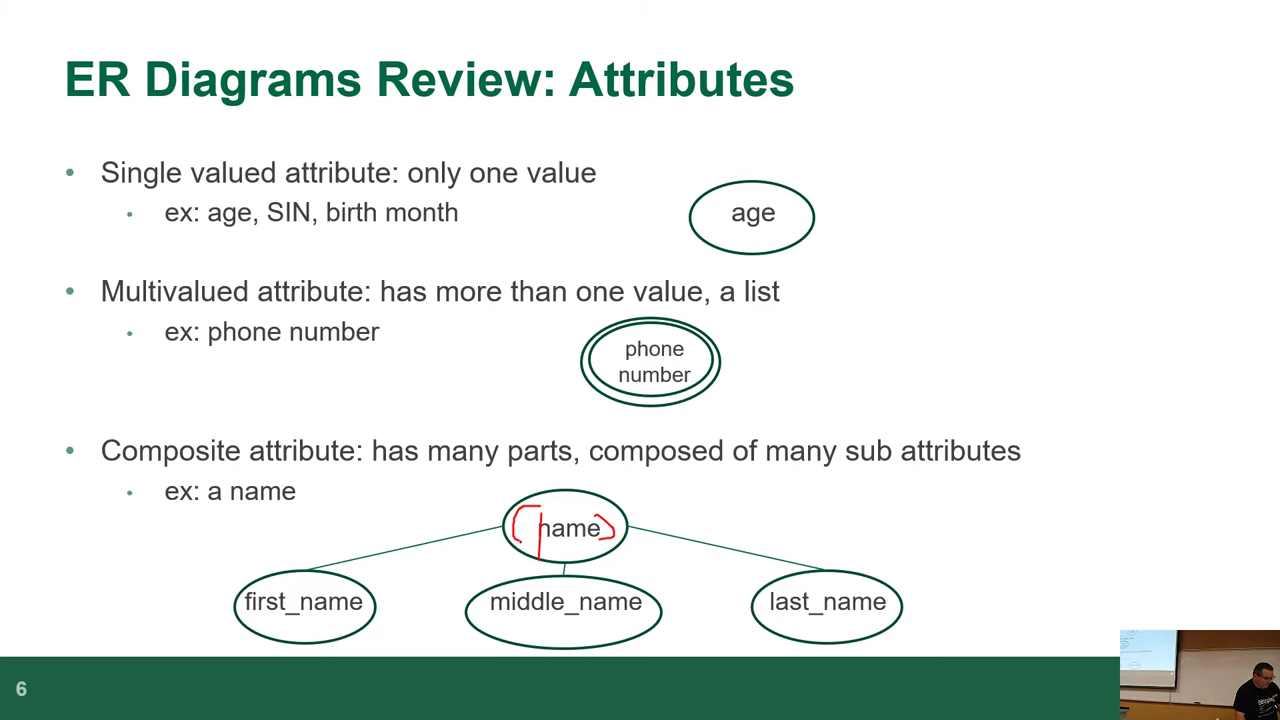 ER Diagrams Review: Attributes
• Single valued attribute: only one value
• ex: age, SIN, birth month
age
• Multivalued attribute: has more than one value, a list
• ex: phone number
phone
number
• Composite attribute: has many parts, composed of many sub attributes
• ex: a name
name
first_name
middle_name
last_name
6